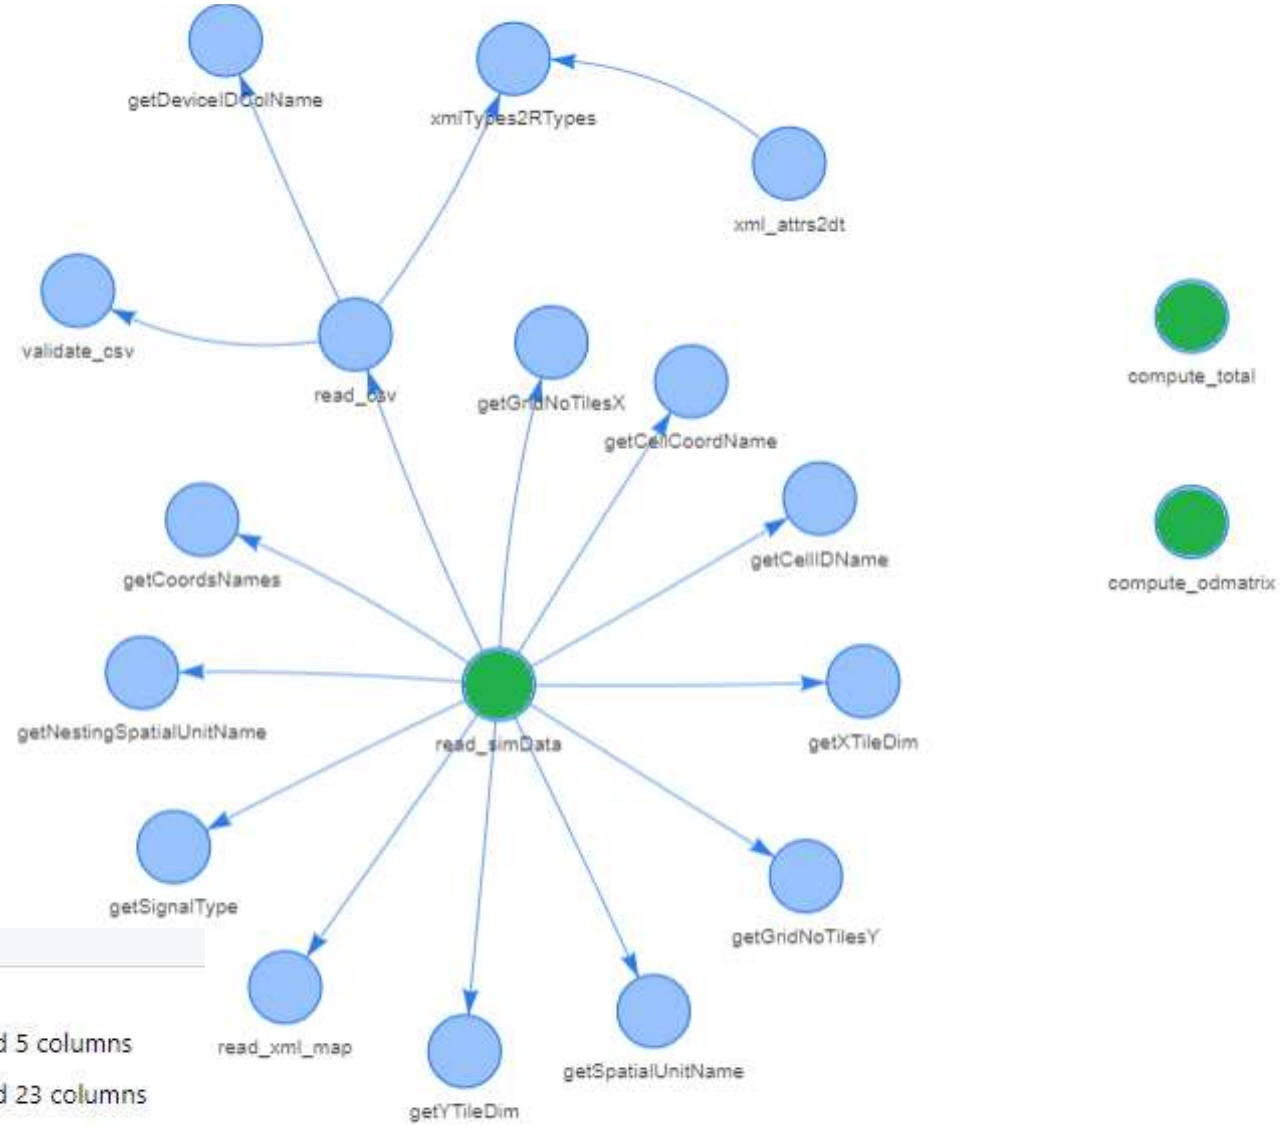 getDeviceIDColName
xmlTypes2RTypes
xml_attrs2dt
validate_csv
compute_total
read_csv
getGridNoTilesX
getCellCoordName
getCellIDName
getCoordsNames
compute_odmatrix
getNestingSpatialUnitName
read_simData
getXTileDim
getSignalType
getGridNoTilesY
read_xml_map
d 5 columns
getSpatialUnitName
d 23 columns
getYTileDim